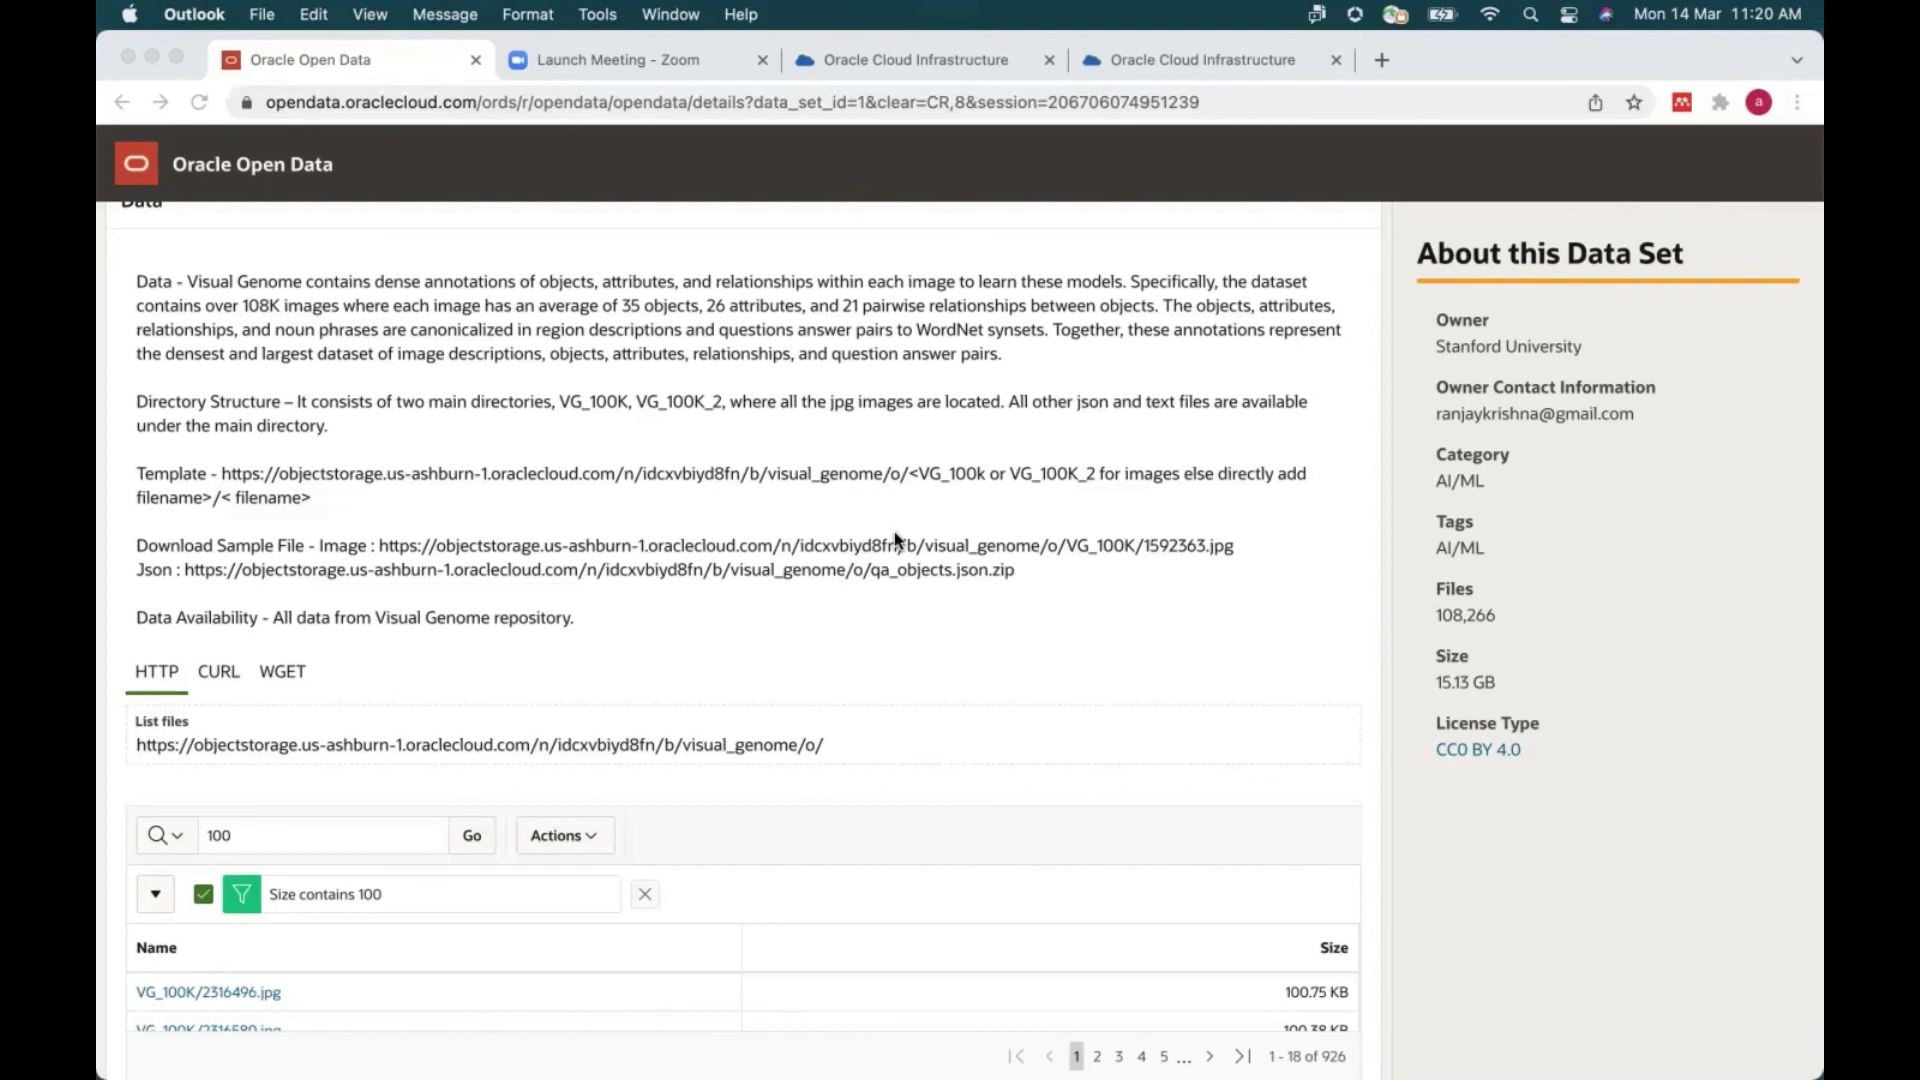 Outlook File Edit View Message Format Tools Window Help Mon 14 Mar 11:20 AM
Oracle Open Data Launch Meeting - Zoom Oracle Cloud Infrastructure Oracle Cloud Infrastructure
opendata.oraclecloud.com/ords/r/opendata/opendata/details?data_set_id=1&clear=CR,8&session=206706074951239 a
Oracle Open Data
Data
Data - Visual Genome contains dense annotations of objects, attributes, and relationships within each image to learn these models. Specifically, the dataset
contains over 108K images where each image has an average of 35 objects, 26 attributes, and 21 pairwise relationships between objects. The objects, attributes,
relationships, and noun phrases are canonicalized in region descriptions and questions answer pairs to WordNet synsets. Together, these annotations represent
the densest and largest dataset of image descriptions, objects, attributes, relationships, and question answer pairs.
Directory Structure – It consists of two main directories, VG_100K, VG_100K_2, where all the jpg images are located. All other json and text files are available
under the main directory.
Template - https://objectstorage.us-ashburn-1.oraclecloud.com/n/idcxvbiyd8fn/b/visual_genome/o/<VG_100k or VG_100K_2 for images else directly add
filename>/< filename>
Download Sample File - Image : https://objectstorage.us-ashburn-1.oraclecloud.com/n/idcxvbiyd8fn/b/visual_genome/o/VG_100K/1592363.jpg
Json : https://objectstorage.us-ashburn-1.oraclecloud.com/n/idcxvbiyd8fn/b/visual_genome/o/qa_objects.json.zip
Data Availability - All data from Visual Genome repository.
HTTP CURL WGET
List files
https://objectstorage.us-ashburn-1.oraclecloud.com/n/idcxvbiyd8fn/b/visual_genome/o/
100 Go Actions
Size contains 100
Name Size
VG_100K/2316496.jpg 100.75 KB
VG_100K/2316580.jpg 100.38 KB
1 2 3 4 5 ... 1 - 18 of 926
About this Data Set
Owner
Stanford University
Owner Contact Information
ranjaykrishna@gmail.com
Category
AI/ML
Tags
AI/ML
Files
108,266
Size
15.13 GB
License Type
CC0 BY 4.0